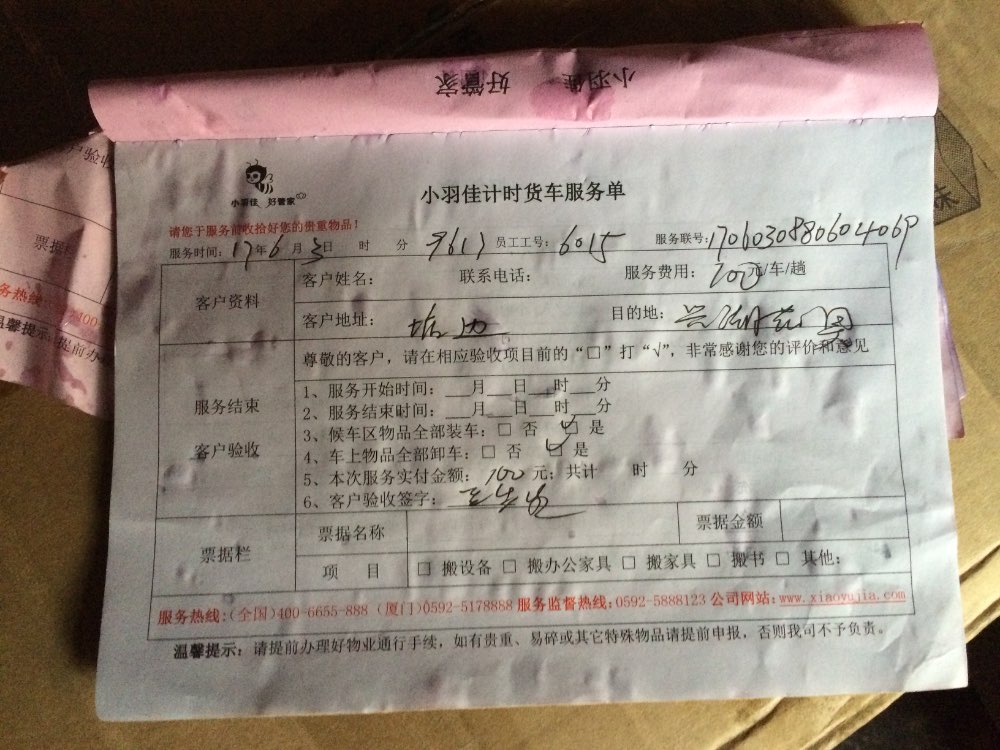 小羽佳 好管家
小羽佳 好管家
小羽佳计时货车服务单
请您于服务前收拾好您的贵重物品!
服务时间: 17年6月3日 时 分 9617 员工工号: 6015 服务联号: 170603088060406P
客户资料
客户姓名: 联系电话: 服务费用: 100元/车/趟
客户地址: 目的地:
尊敬的客户,请在相应验收项目前的“□”打“√”,非常感谢您的评价和意见
服务结束
客户验收
1、服务开始时间: __月__日__时__分
2、服务结束时间: __月__日__时__分
3、候车区物品全部装车: □ 否 ☑ 是
4、车上物品全部卸车: □ 否 ☑ 是
5、本次服务实付金额: 100 元; 共计 时 分
6、客户验收签字:
票据栏
票据名称 票据金额
项 目 □ 搬设备 □ 搬办公家具 □ 搬家具 □ 搬书 □ 其他:
服务热线:(全国)400-6655-888 (厦门)0592-5178888 服务监督热线:0592-5888123 公司网站:www.xiaoyujia.com
温馨提示: 请提前办理好物业通行手续,如有贵重、易碎或其它特殊物品请提前申报,否则我司不予负责。